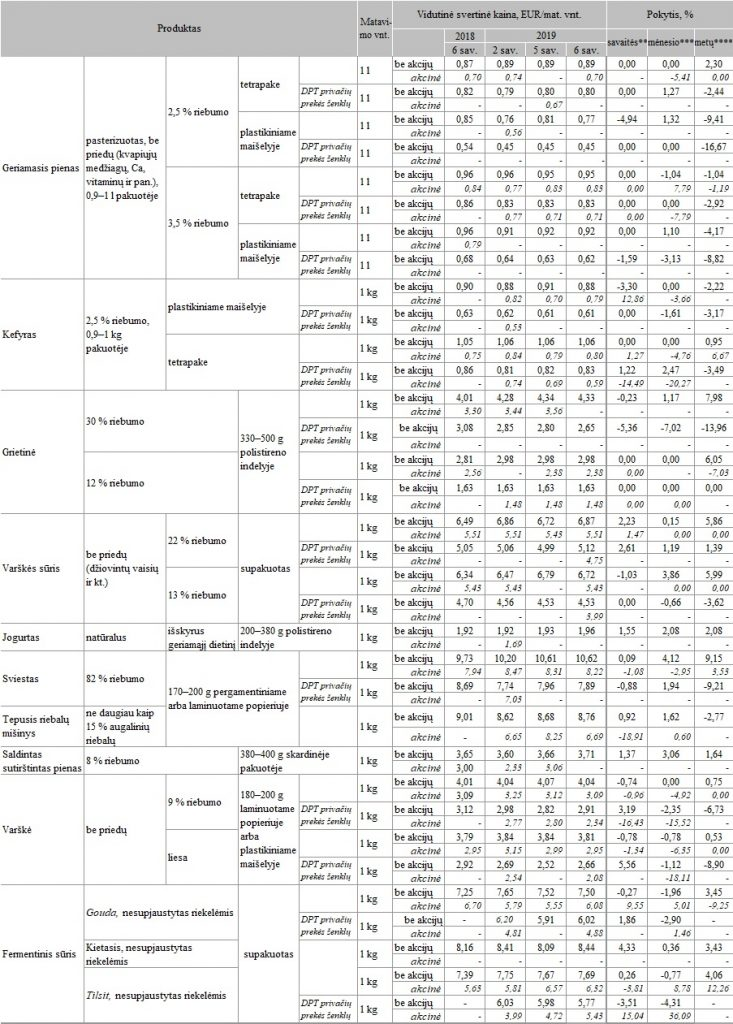 Produktas Matavi- Vidutinė svertinė kaina, EUR/mat. vnt. Pokytis, %
mo vnt. 2018 2019 savaitės** mėnesio*** metų****
6 sav. 2 sav. 5 sav. 6 sav.
Geriamasis pienas pasterizuotas, be priedų (kvapiųjų medžiagų, Ca, vitaminų ir pan.), 0,9–1 l pakuotėje
2,5 % riebumo tetrapake 1 l be akcijų 0,87 0,89 0,89 0,89 0,00 0,00 2,30
akcinė 0,70 0,74 - 0,70 - -5,41 0,00
DPT privačių prekės ženklų 1 l be akcijų 0,82 0,79 0,80 0,80 0,00 1,27 -2,44
akcinė - - 0,67 - - - -
plastikiniame maišelyje 1 l be akcijų 0,85 0,76 0,81 0,77 -4,94 1,32 -9,41
akcinė - 0,56 - - - - -
DPT privačių prekės ženklų 1 l be akcijų 0,54 0,45 0,45 0,45 0,00 0,00 -16,67
akcinė - - - - - - -
3,5 % riebumo tetrapake 1 l be akcijų 0,96 0,96 0,95 0,95 0,00 -1,04 -1,04
akcinė 0,84 0,77 0,83 0,83 0,00 7,79 -1,19
DPT privačių prekės ženklų 1 l be akcijų 0,86 0,83 0,83 0,83 0,00 0,00 -2,92
akcinė - 0,77 0,71 0,71 0,00 -7,79 -
plastikiniame maišelyje 1 l be akcijų 0,96 0,91 0,92 0,92 0,00 1,10 -4,17
akcinė 0,79 - - - - - -
DPT privačių prekės ženklų 1 l be akcijų 0,68 0,64 0,63 0,62 -1,59 -3,13 -8,82
akcinė - - - - - - -
Kefyras 2,5 % riebumo, 0,9–1 kg pakuotėje
plastikiniame maišelyje 1 kg be akcijų 0,90 0,88 0,91 0,88 -3,30 0,00 -2,22
akcinė - 0,82 0,70 0,79 12,86 -3,66 -
DPT privačių prekės ženklų 1 kg be akcijų 0,63 0,62 0,61 0,61 0,00 -1,61 -3,17
akcinė - 0,53 - - - - -
tetrapake 1 kg be akcijų 1,05 1,06 1,06 1,06 0,00 0,00 0,95
akcinė 0,75 0,84 0,79 0,80 1,27 -4,76 6,67
DPT privačių prekės ženklų 1 kg be akcijų 0,86 0,81 0,82 0,83 1,22 2,47 -3,49
akcinė - 0,74 0,69 0,59 -14,49 -20,27 -
Grietinė 330–500 g polistireno indelyje
30 % riebumo 1 kg be akcijų 4,01 4,28 4,34 4,33 -0,23 1,17 7,98
akcinė 3,30 3,44 3,56 - - - -
DPT privačių prekės ženklų 1 kg be akcijų 3,08 2,85 2,80 2,65 -5,36 -7,02 -13,96
akcinė - - - - - - -
12 % riebumo 1 kg be akcijų 2,81 2,98 2,98 2,98 0,00 0,00 6,05
akcinė 2,56 - 2,38 2,38 0,00 - -7,03
DPT privačių prekės ženklų 1 kg be akcijų 1,63 1,63 1,63 1,63 0,00 0,00 0,00
akcinė - 1,48 1,48 1,48 0,00 0,00 -
Varškės sūris be priedų (džiovintų vaisių ir kt.) supakuotas
22 % riebumo 1 kg be akcijų 6,49 6,86 6,72 6,87 2,23 0,15 5,86
akcinė 5,51 5,51 5,43 5,51 1,47 0,00 0,00
DPT privačių prekės ženklų 1 kg be akcijų 5,05 5,06 4,99 5,12 2,61 1,19 1,39
akcinė - - - 4,75 - - -
13 % riebumo 1 kg be akcijų 6,34 6,47 6,79 6,72 -1,03 3,86 5,99
akcinė 5,43 5,43 - 5,43 - 0,00 0,00
DPT privačių prekės ženklų 1 kg be akcijų 4,70 4,56 4,53 4,53 0,00 -0,66 -3,62
akcinė - - - 3,99 - - -
Jogurtas natūralus išskyrus geriamąjį dietinį 200–380 g polistireno indelyje 1 kg be akcijų 1,92 1,92 1,93 1,96 1,55 2,08 2,08
akcinė - 1,69 - - - - -
Sviestas 82 % riebumo 170–200 g pergamentiniame arba laminuotame popieriuje 1 kg be akcijų 9,73 10,20 10,61 10,62 0,09 4,12 9,15
akcinė 7,94 8,47 8,31 8,22 -1,08 -2,95 3,53
DPT privačių prekės ženklų 1 kg be akcijų 8,69 7,74 7,96 7,89 -0,88 1,94 -9,21
akcinė - 7,03 - - - - -
Tepusis riebalų mišinys ne daugiau kaip 15 % augalinių riebalų 1 kg be akcijų 9,01 8,62 8,68 8,76 0,92 1,62 -2,77
akcinė - 6,65 8,25 6,69 -18,91 0,60 -
Saldintas sutirštintas pienas 8 % riebumo 380–400 g skardinėje pakuotėje 1 kg be akcijų 3,65 3,60 3,66 3,71 1,37 3,06 1,64
akcinė 3,00 2,33 3,06 - - - -
Varškė be priedų 180–200 g laminuotame popieriuje arba plastikiniame maišelyje
9 % riebumo 1 kg be akcijų 4,01 4,04 4,07 4,04 -0,74 0,00 0,75
akcinė 3,09 3,25 3,12 3,09 -0,96 -4,92 0,00
DPT privačių prekės ženklų 1 kg be akcijų 3,12 2,98 2,82 2,91 3,19 -2,35 -6,73
akcinė - 2,77 2,80 2,34 -16,43 -15,52 -
liesa 1 kg be akcijų 3,79 3,84 3,84 3,81 -0,78 -0,78 0,53
akcinė 2,95 3,15 2,99 2,95 -1,34 -6,35 0,00
DPT privačių prekės ženklų 1 kg be akcijų 2,92 2,69 2,52 2,66 5,56 -1,12 -8,90
akcinė - 2,54 - 2,08 - -18,11 -
Fermentinis sūris supakuotas
Gouda, nesupjaustytas riekelėmis 1 kg be akcijų 7,25 7,65 7,52 7,50 -0,27 -1,96 3,45
akcinė 6,70 5,79 5,55 6,08 9,55 5,01 -9,25
DPT privačių prekės ženklų 1 kg be akcijų - 6,20 5,91 6,02 1,86 -2,90 -
akcinė - 4,81 - 4,88 - 1,46 -
Kietasis, nesupjaustytas riekelėmis 1 kg be akcijų 8,16 8,41 8,09 8,44 4,33 0,36 3,43
akcinė - - - - - - -
Tilsit, nesupjaustytas riekelėmis 1 kg be akcijų 7,39 7,75 7,67 7,69 0,26 -0,77 4,06
akcinė 5,63 5,81 6,57 6,32 -3,81 8,78 12,26
DPT privačių prekės ženklų 1 kg be akcijų - 6,03 5,98 5,77 -3,51 -4,31 -
akcinė - 3,99 4,72 5,43 15,04 36,09 -